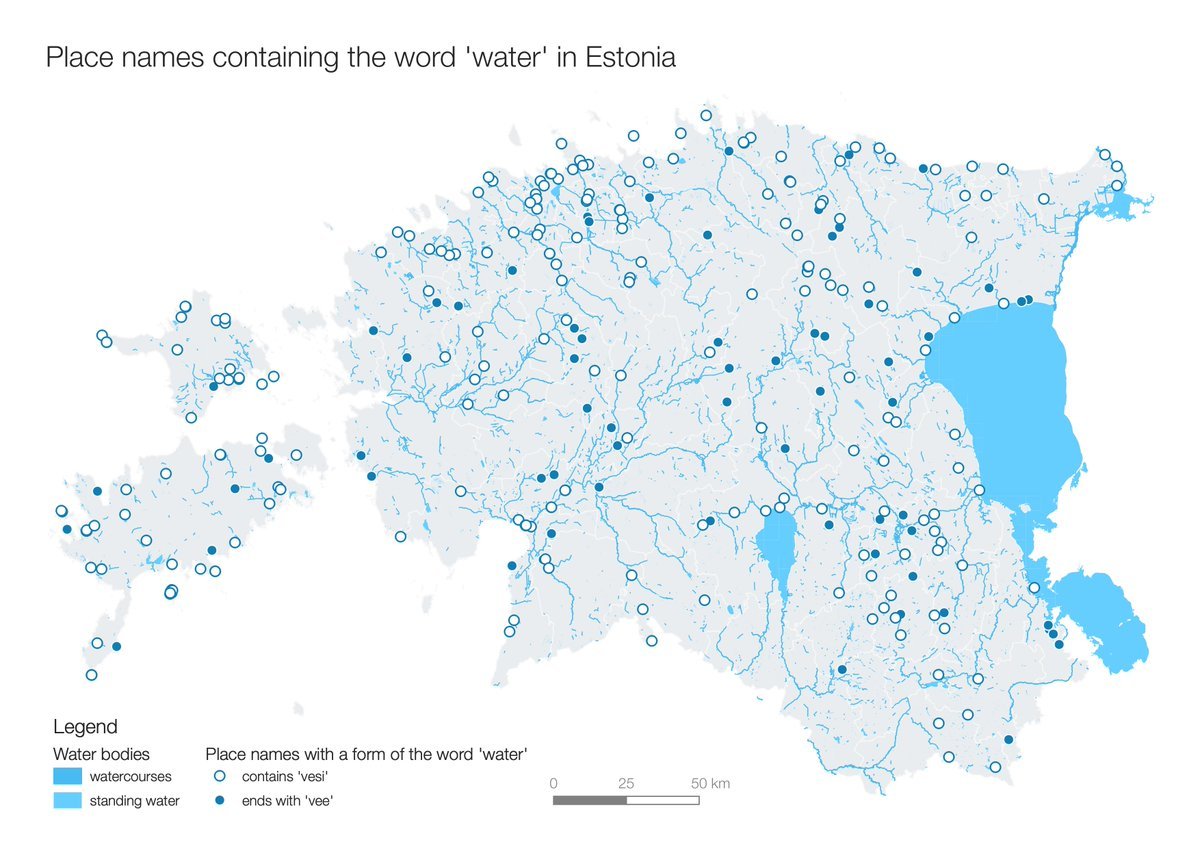 Place names containing the word 'water' in Estonia
Legend
Water bodies
watercourses
standing water
Place names with a form of the word 'water'
contains 'vesi'
ends with 'vee'
0 25 50 km